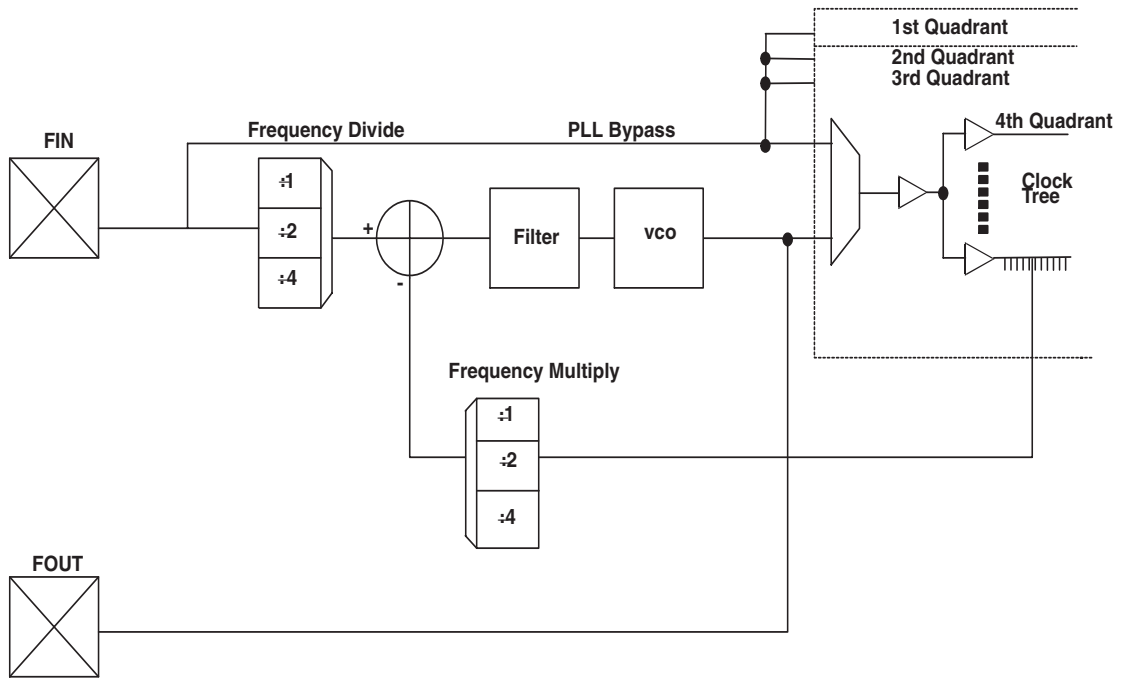 1st Quadrant
2nd Quadrant
3rd Quadrant
FIN
Frequency Divide
PLL Bypass
4th Quadrant
÷1
÷2
÷4
+
-
Filter
vco
Clock
Tree
Frequency Multiply
÷1
÷2
÷4
FOUT